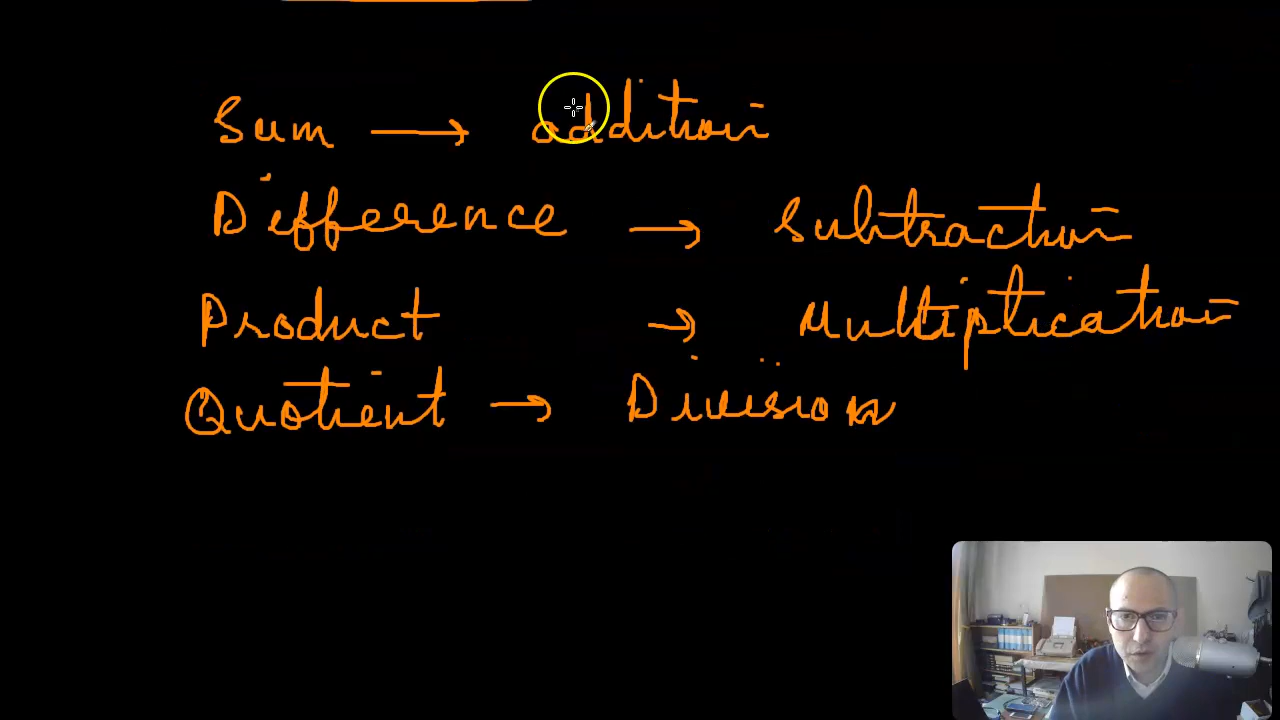 Sum → addition
Difference → Subtraction
Product → Multiplication
Quotient → Division